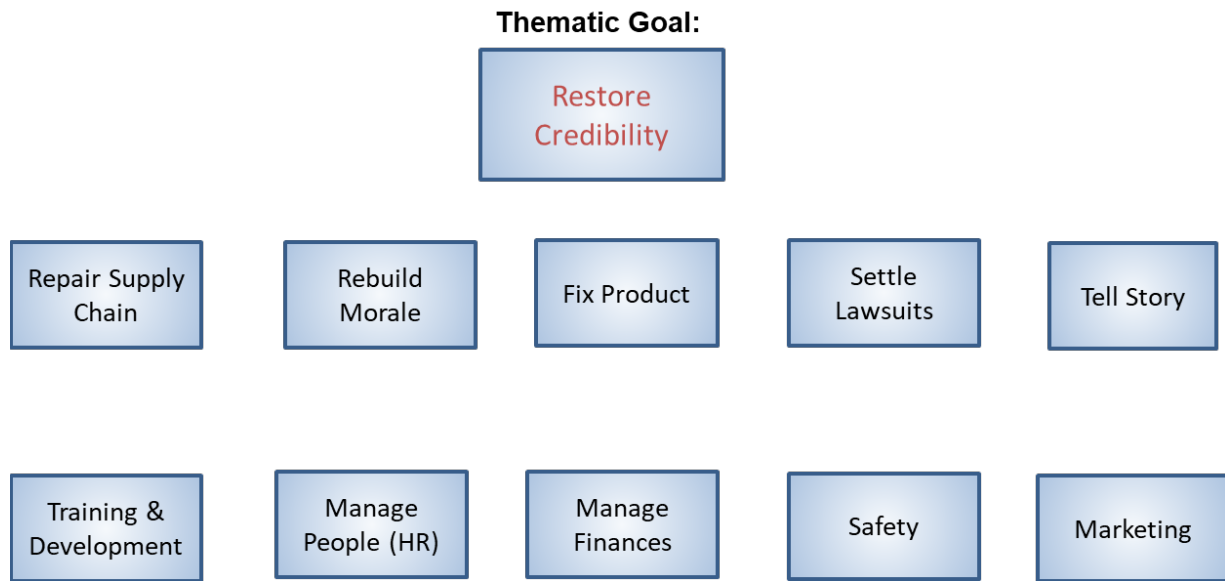 Thematic Goal:
Restore
Credibility
Repair Supply
Chain
Rebuild
Morale
Fix Product
Settle
Lawsuits
Tell Story
Training &
Development
Manage
People (HR)
Manage
Finances
Safety
Marketing